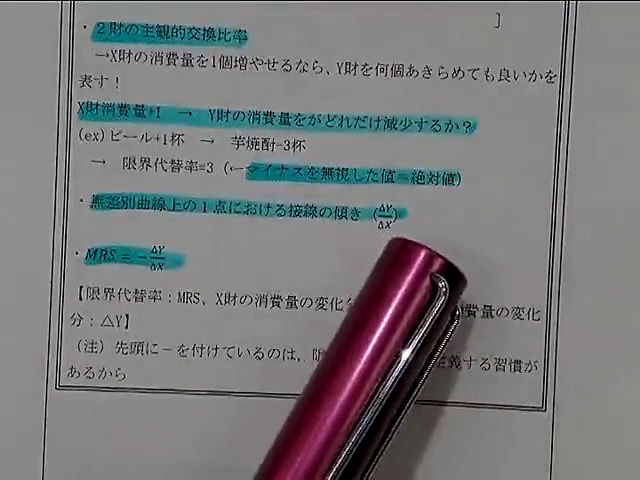 ]
・２財の主観的交換比率
→X財の消費量を1個増やせるなら、Y財を何個あきらめても良いかを
表す！
X財消費量+1 → Y財の消費量をがどれだけ減少するか？
(ex)ビール+1杯 → 芋焼酎-3杯
→ 限界代替率=3 (←マイナスを無視した値＝絶対値)
・無差別曲線上の１点における接線の傾き (ΔY/ΔX)
・MRS＝－ΔY/ΔX
【限界代替率：MRS、X財の消費量の変化 費量の変化
分：△Y】
（注）先頭に－を付けているのは、 義する習慣が
あるから